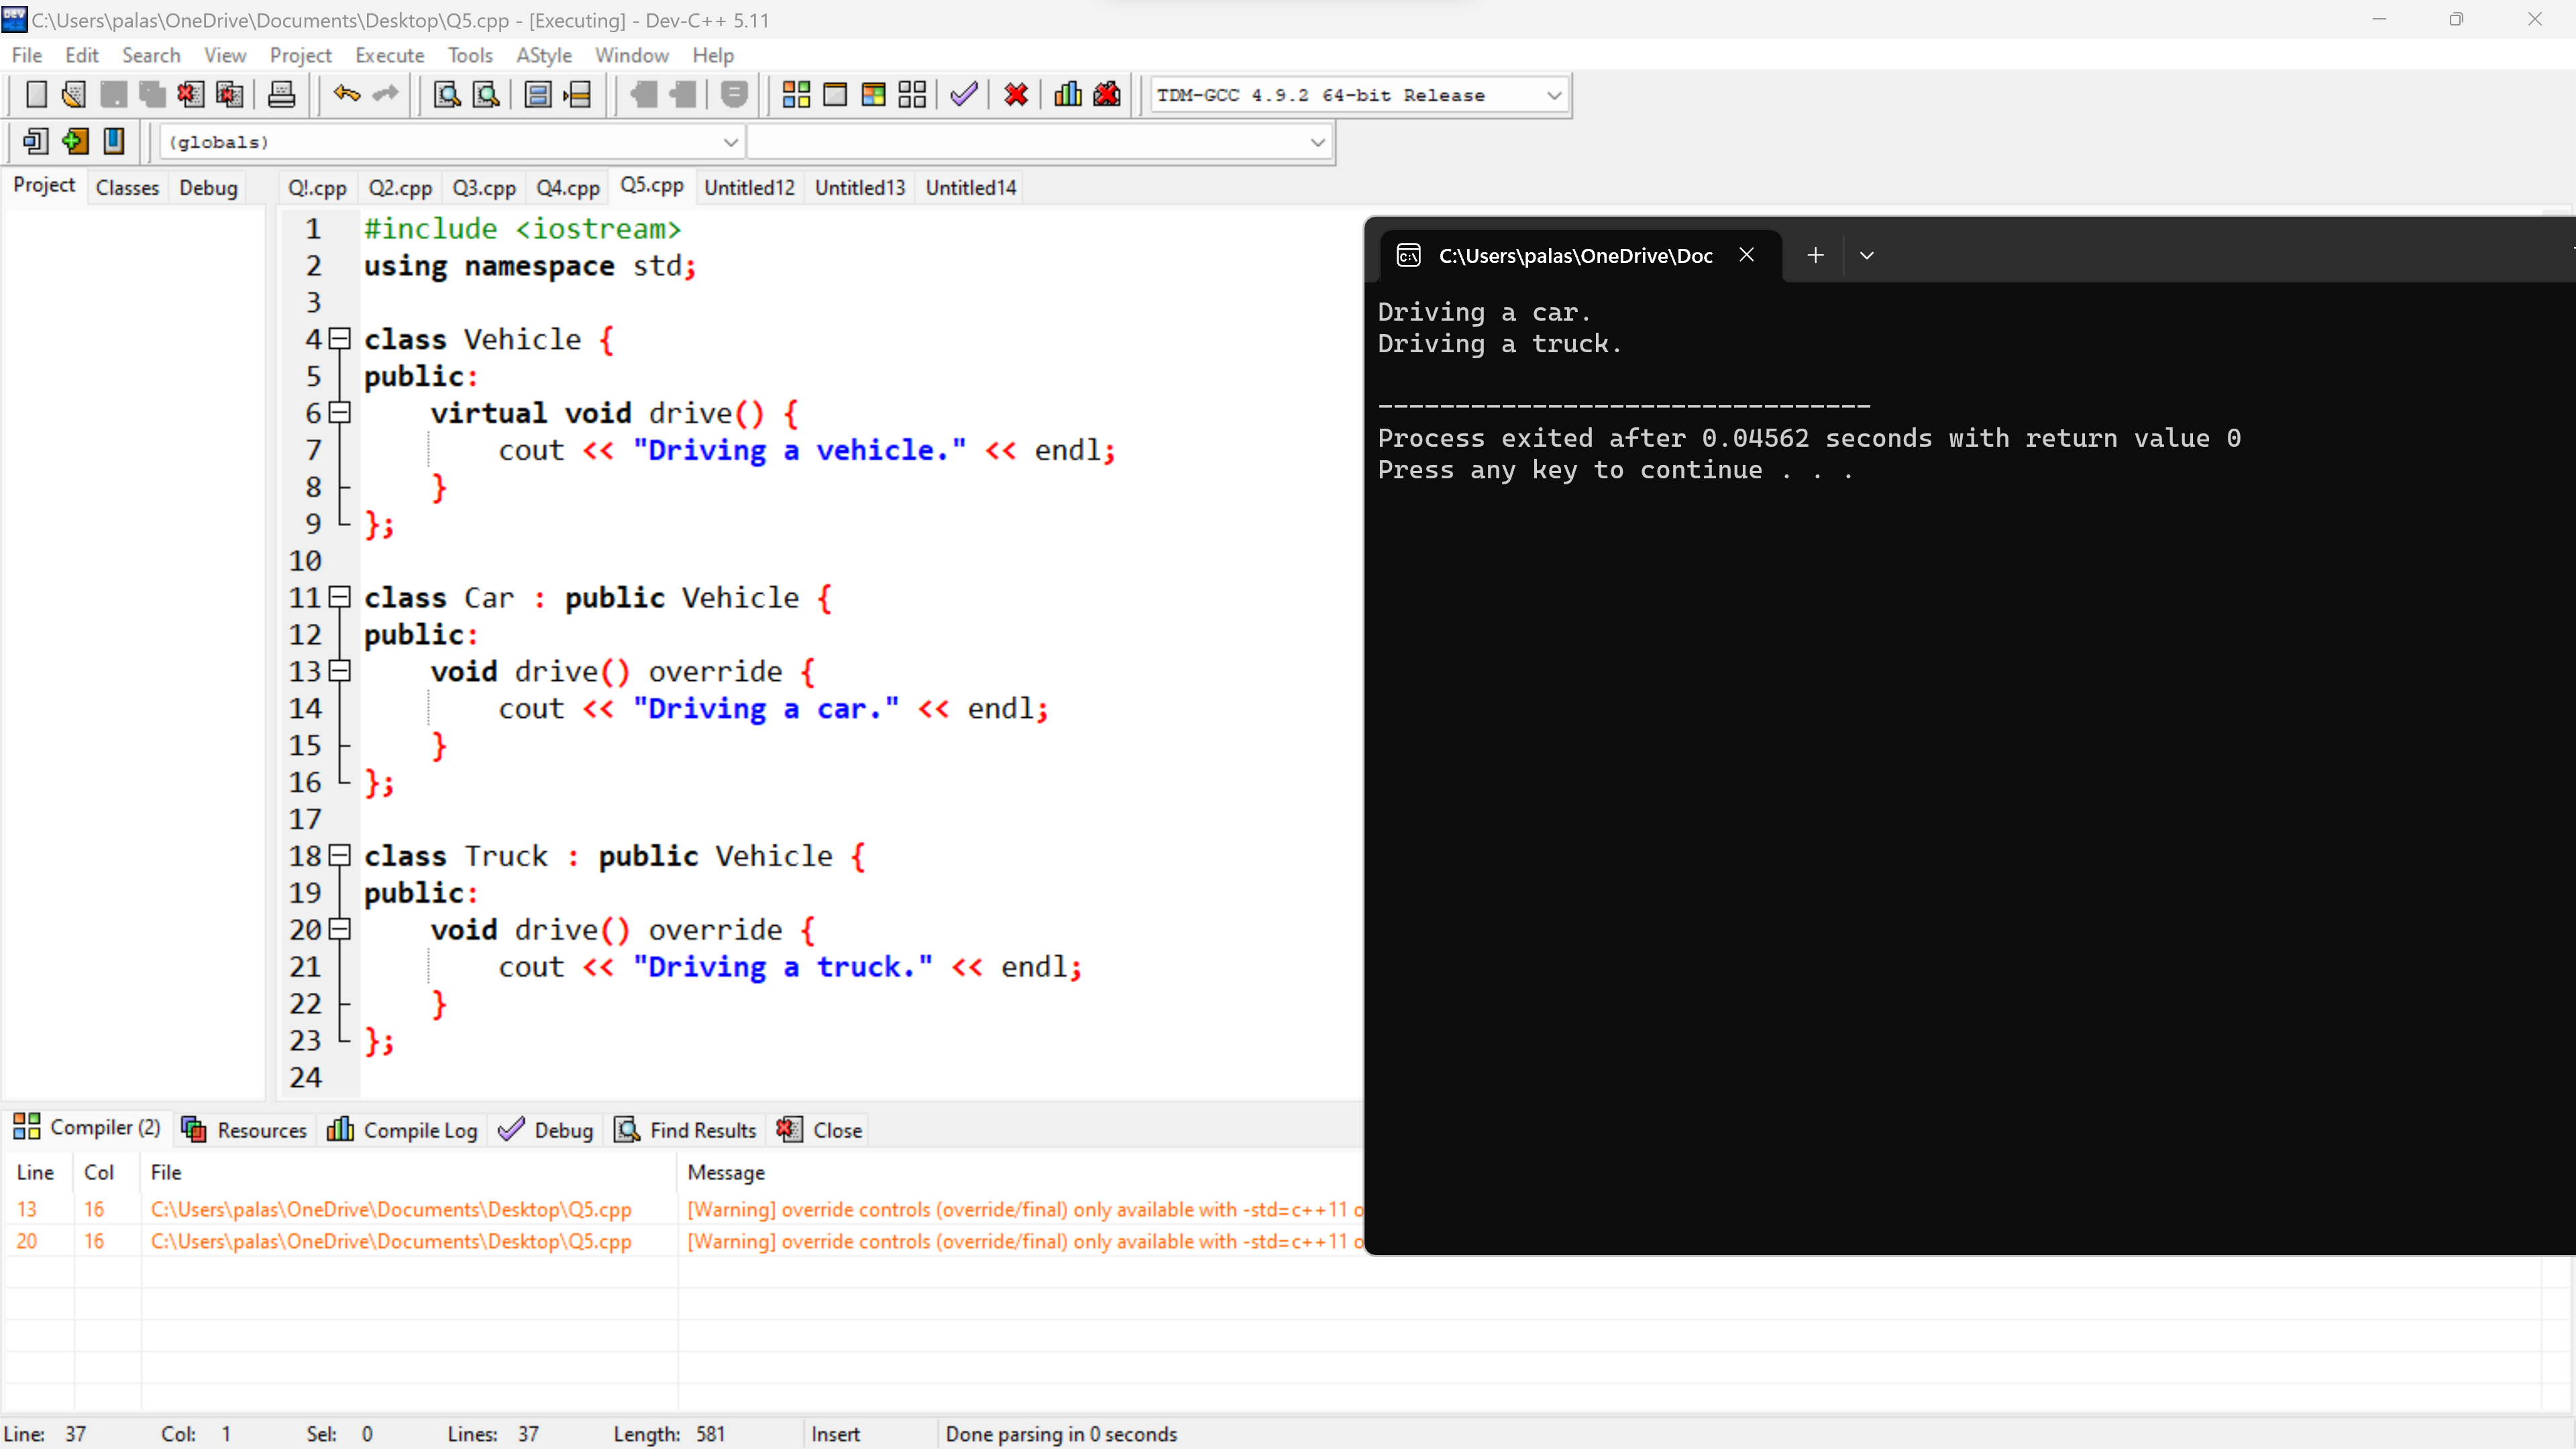 C:\Users\palas\OneDrive\Documents\Desktop\Q5.cpp - [Executing] - Dev-C++ 5.11
File Edit Search View Project Execute Tools AStyle Window Help
TDM-GCC 4.9.2 64-bit Release
(globals)
Project Classes Debug
Q!.cpp Q2.cpp Q3.cpp Q4.cpp Q5.cpp Untitled12 Untitled13 Untitled14
1 #include <iostream>
2 using namespace std;
3
4 class Vehicle {
5 public:
6 virtual void drive() {
7 cout << "Driving a vehicle." << endl;
8 }
9 };
10
11 class Car : public Vehicle {
12 public:
13 void drive() override {
14 cout << "Driving a car." << endl;
15 }
16 };
17
18 class Truck : public Vehicle {
19 public:
20 void drive() override {
21 cout << "Driving a truck." << endl;
22 }
23 };
24
C:\Users\palas\OneDrive\Doc
Driving a car.
Driving a truck.
--------------------------------
Process exited after 0.04562 seconds with return value 0
Press any key to continue . . .
Compiler (2) Resources Compile Log Debug Find Results Close
Line Col File Message
13 16 C:\Users\palas\OneDrive\Documents\Desktop\Q5.cpp [Warning] override controls (override/final) only available with -std=c++11 o
20 16 C:\Users\palas\OneDrive\Documents\Desktop\Q5.cpp [Warning] override controls (override/final) only available with -std=c++11 o
Line: 37 Col: 1 Sel: 0 Lines: 37 Length: 581 Insert Done parsing in 0 seconds